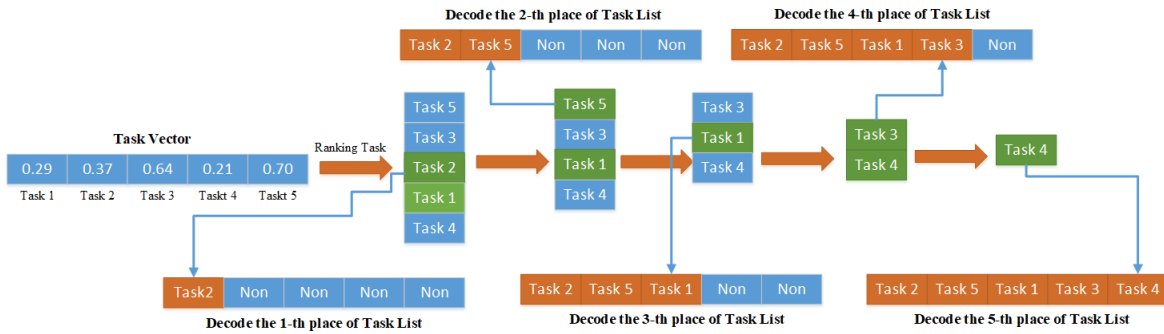 Decode the 2-th place of Task List
Decode the 4-th place of Task List
Task 2 Task 5 Non Non Non
Task 2 Task 5 Task 1 Task 3 Non
Task Vector
0.29 0.37 0.64 0.21 0.70
Task 1 Task 2 Task 3 Taskt 4 Taskt 5
Ranking Task
Task 5
Task 3
Task 2
Task 1
Task 4
Task 5
Task 3
Task 1
Task 4
Task 3
Task 1
Task 4
Task 3
Task 4
Task 4
Task2 Non Non Non Non
Decode the 1-th place of Task List
Task 2 Task 5 Task 1 Non Non
Decode the 3-th place of Task List
Task 2 Task 5 Task 1 Task 3 Task 4
Decode the 5-th place of Task List